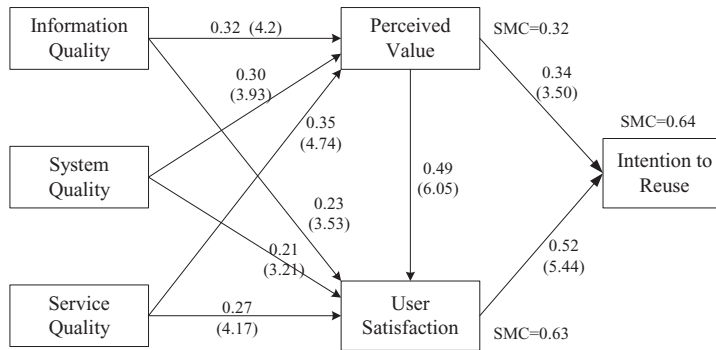 Information
Quality
0.32 (4.2)
Perceived
Value
SMC=0.32
0.30
(3.93)
0.34
(3.50)
0.35
(4.74)
SMC=0.64
System
Quality
0.49
(6.05)
Intention to
Reuse
0.23
(3.53)
0.21
(3.21)
0.52
(5.44)
Service
Quality
0.27
(4.17)
User
Satisfaction
SMC=0.63